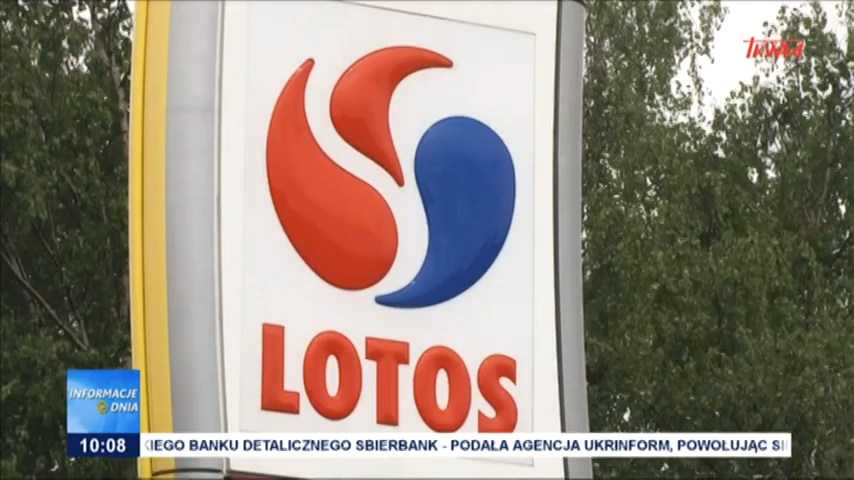 TRWAM
LOTOS
INFORMACJE
DNIA
10:08
KIEGO BANKU DETALICZNEGO SBIERBANK - PODAŁA AGENCJA UKRINFORM, POWOŁUJĄC SI